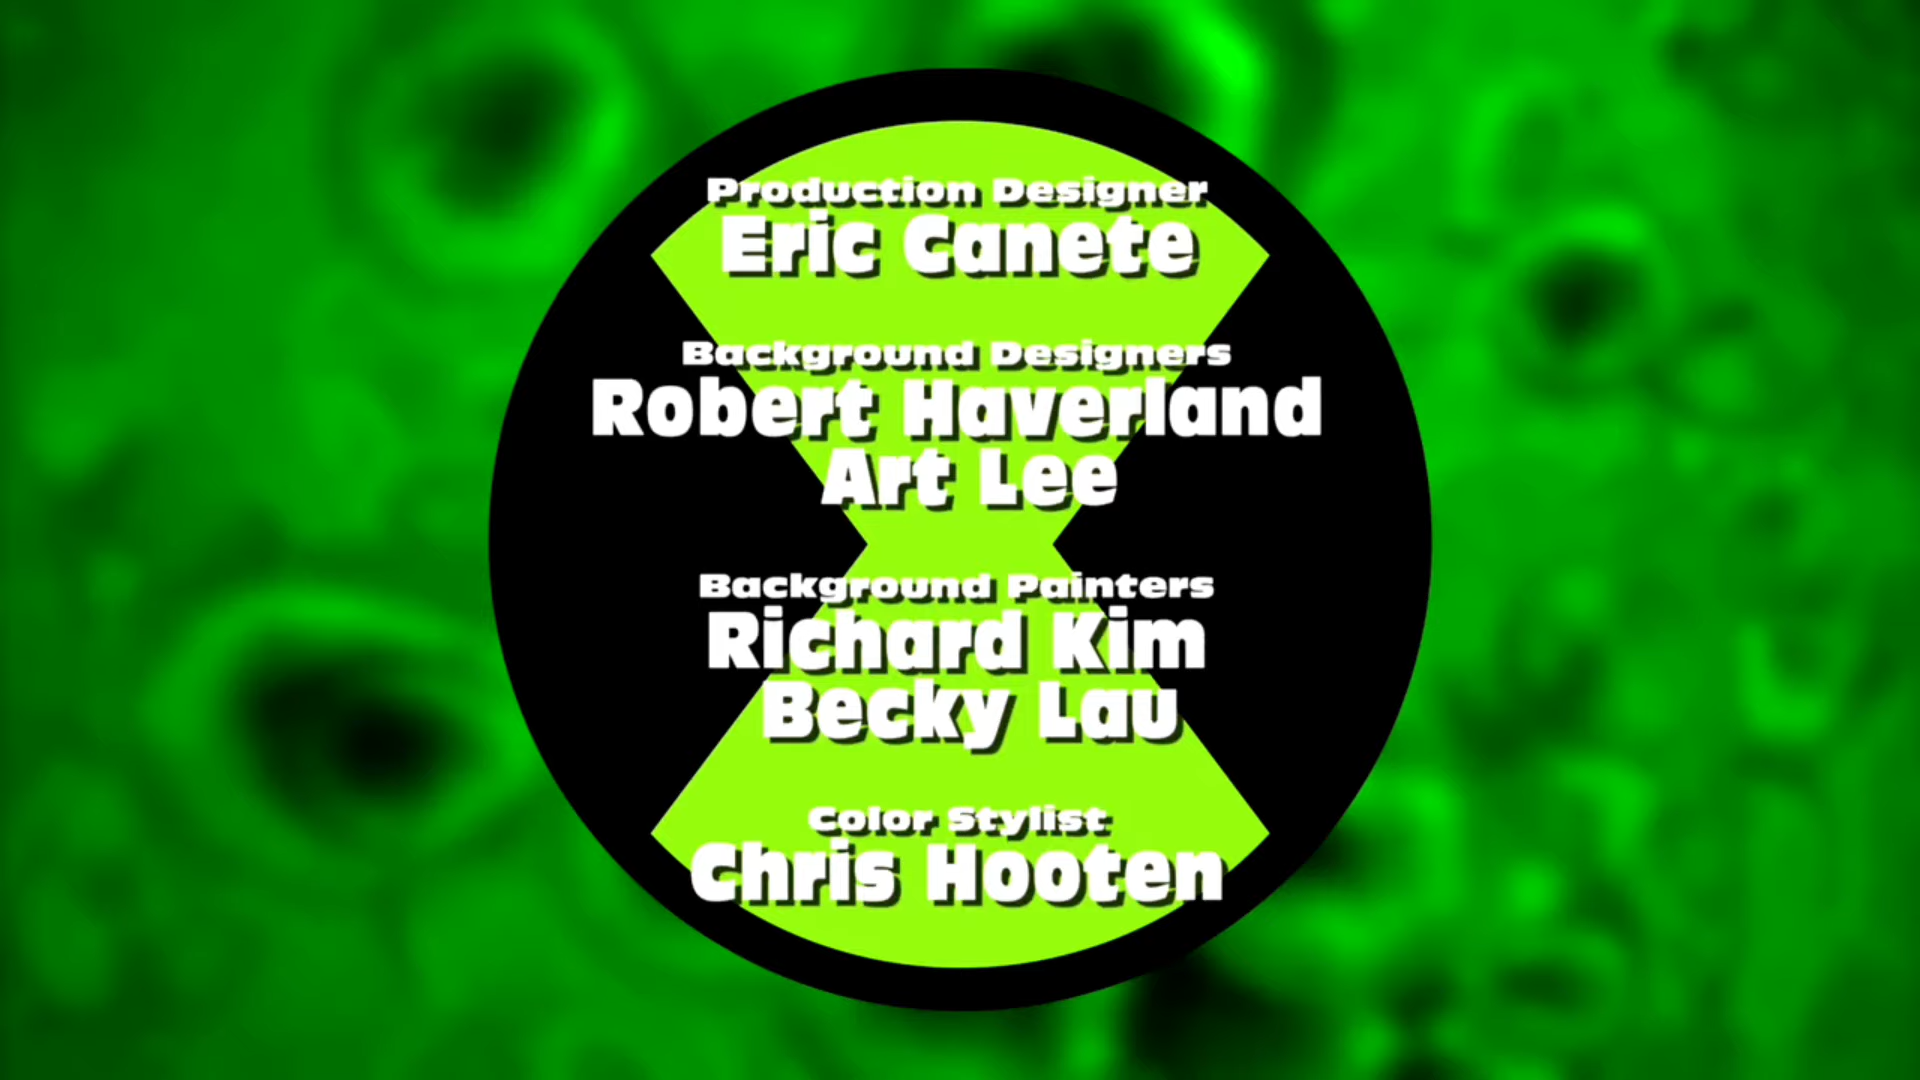 Production Designer
Eric Canete
Background Designers
Robert Haverland
Art Lee
Background Painters
Richard Kim
Becky Lau
Color Stylist
Chris Hooten